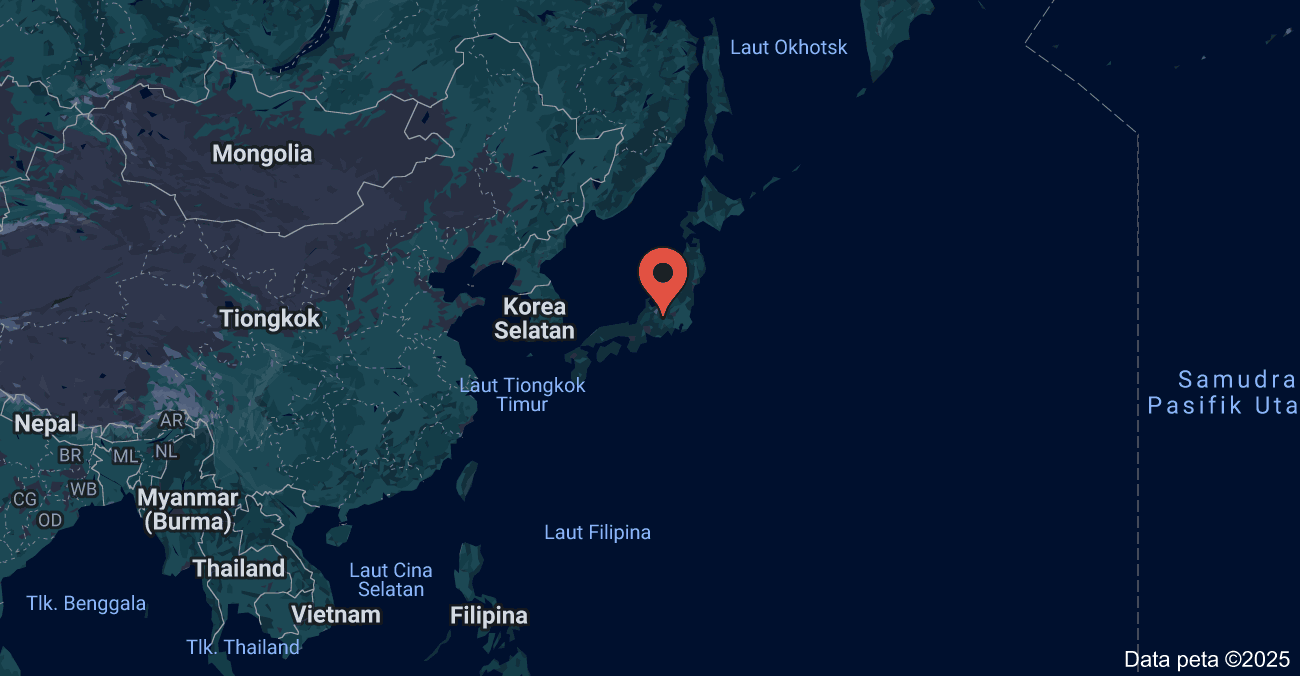 Laut Okhotsk
Mongolia
Korea
Selatan
Tiongkok
Laut Tiongkok
Timur
Samudra
Pasifik Uta
Nepal
AR
BR
ML
NL
WB
CG
OD
Myanmar
(Burma)
Laut Filipina
Thailand
Laut Cina
Selatan
Tlk. Benggala
Vietnam
Filipina
Tlk. Thailand
Data peta ©2025